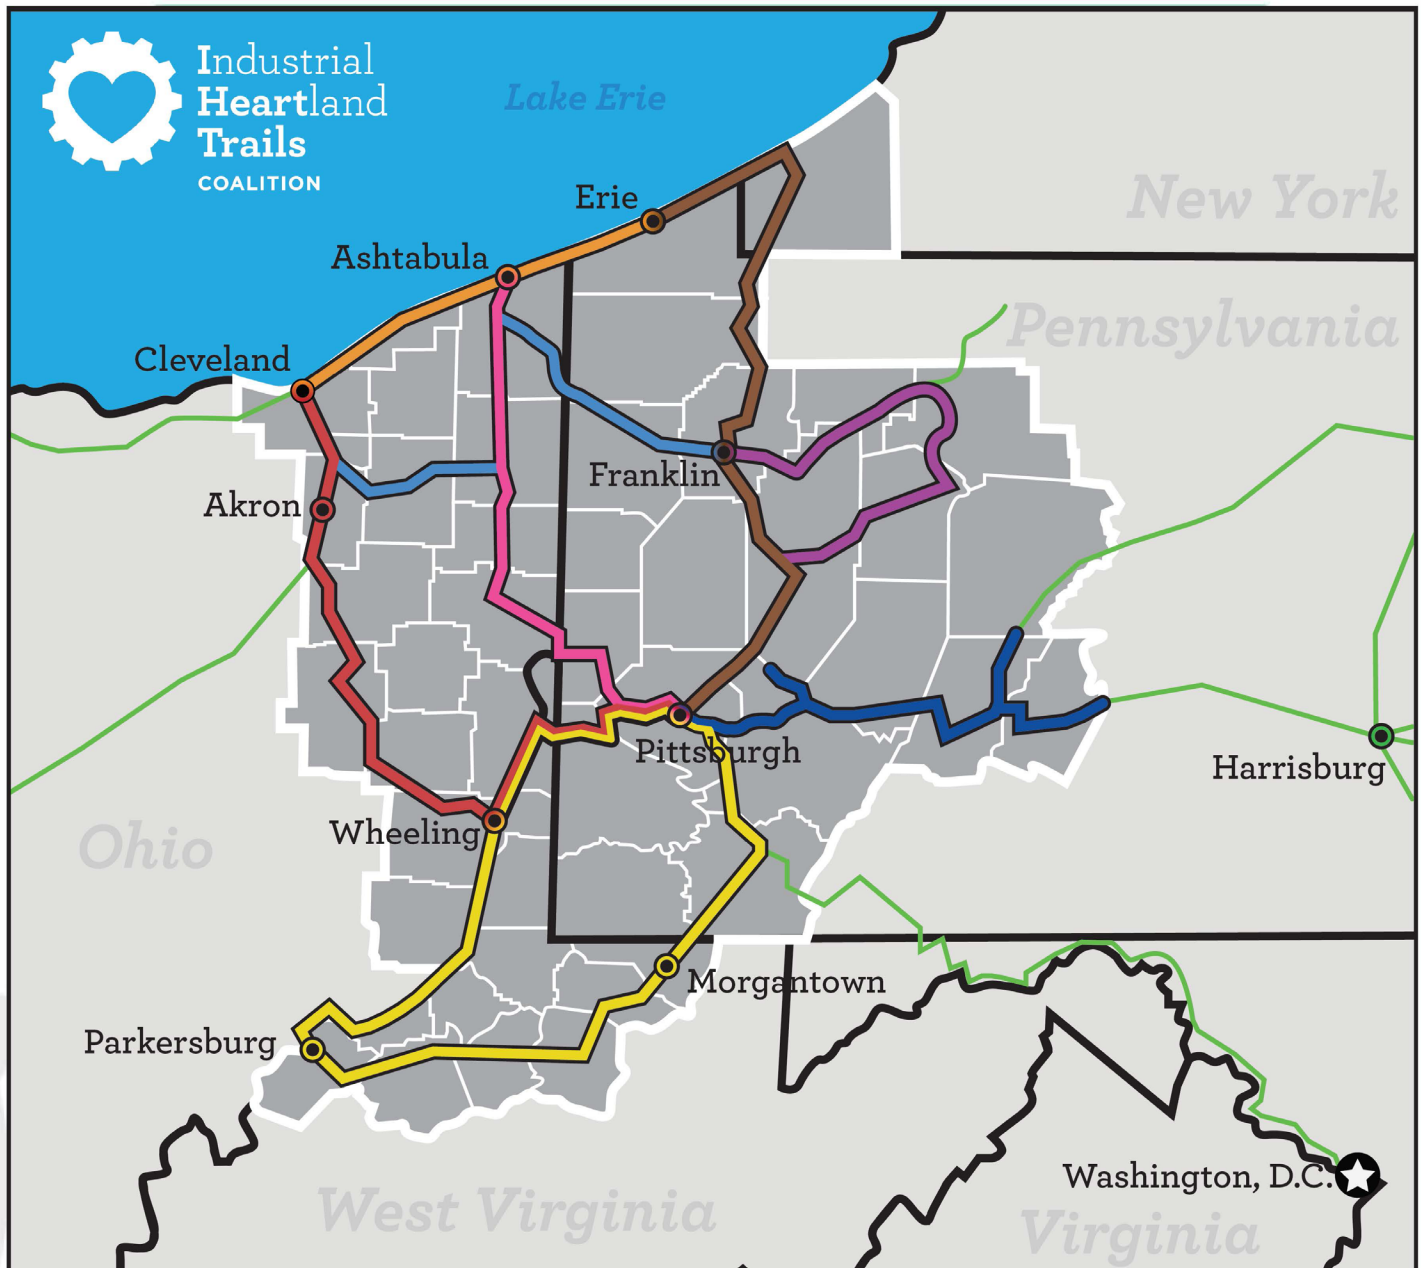 Industrial
Heartland
Trails
COALITION
Lake Erie
New York
Erie
Ashtabula
Pennsylvania
Cleveland
Franklin
Akron
Pittsburgh
Harrisburg
Ohio
Wheeling
Morgantown
Parkersburg
Washington, D.C.
West Virginia
Virginia